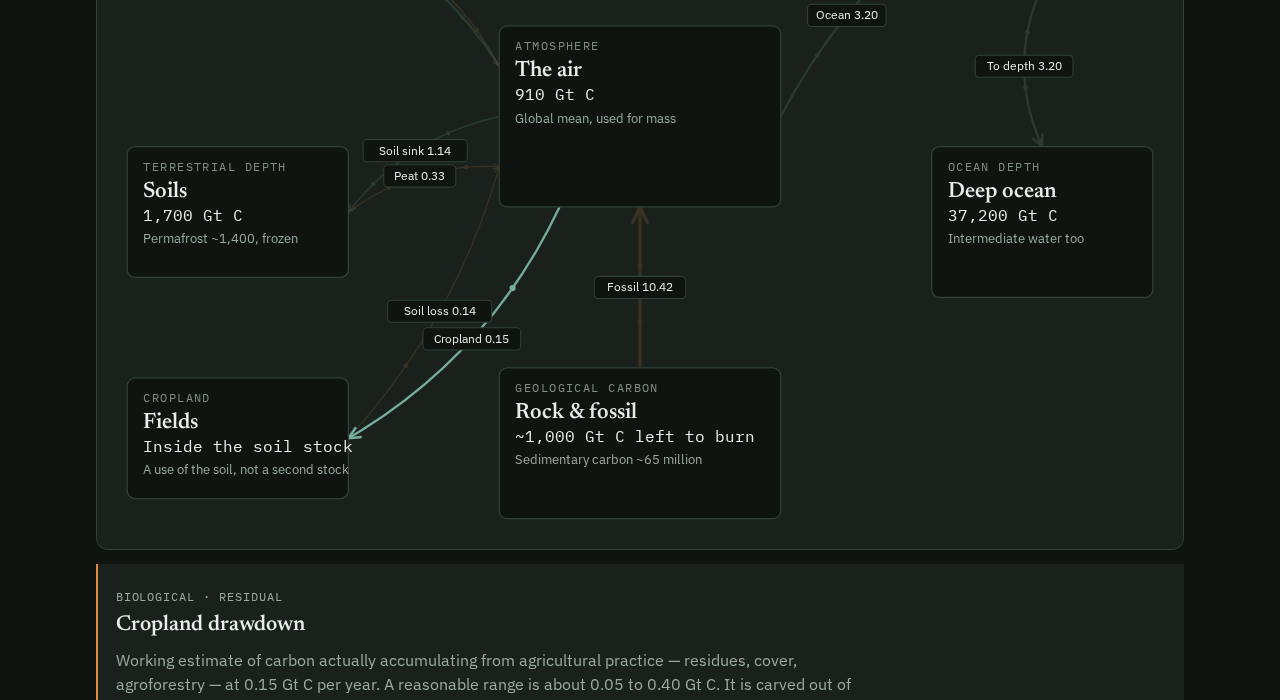 Ocean 3.20
ATMOSPHERE
The air
910 Gt C
Global mean, used for mass
To depth 3.20
Soil sink 1.14
Peat 0.33
TERRESTRIAL DEPTH
Soils
1,700 Gt C
Permafrost ~1,400, frozen
OCEAN DEPTH
Deep ocean
37,200 Gt C
Intermediate water too
Fossil 10.42
Soil loss 0.14
Cropland 0.15
CROPLAND
Fields
Inside the soil stock
A use of the soil, not a second stock
GEOLOGICAL CARBON
Rock & fossil
~1,000 Gt C left to burn
Sedimentary carbon ~65 million
BIOLOGICAL · RESIDUAL
Cropland drawdown
Working estimate of carbon actually accumulating from agricultural practice — residues, cover,
agroforestry — at 0.15 Gt C per year. A reasonable range is about 0.05 to 0.40 Gt C. It is carved out of